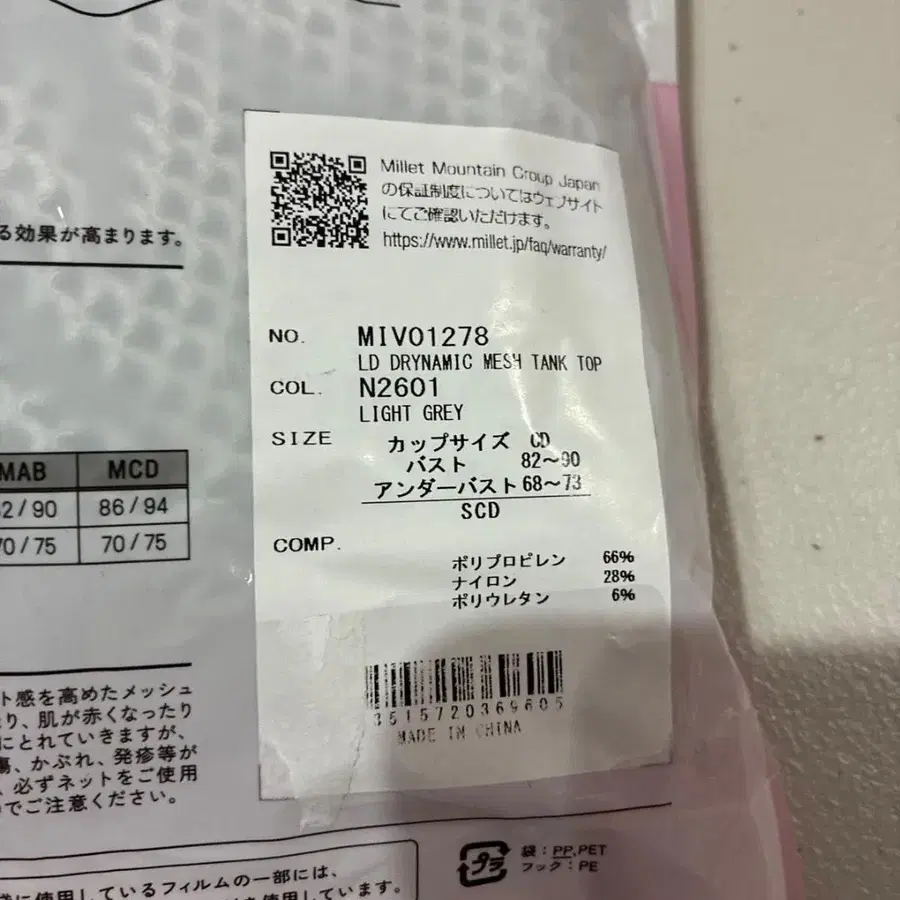 Millet Mountain Group Japan
の保証制度についてはウェブサイト
にてご確認いただけます。
https://www.millet.jp/faq/warranty/
る効果が高まります。
NO. MIV01278
LD DRYNAMIC MESH TANK TOP
COL. N2601
LIGHT GREY
SIZE カップサイズ CD
バスト 82～90
アンダーバスト 68～73
SCD
COMP.
ポリプロピレン 66%
ナイロン 28%
ポリウレタン 6%
3515720369605
MADE IN CHINA
MAB MCD
2/90 86/94
70/75 70/75
ト感を高めたメッシュ
り、肌が赤くなったり
にとれていきますが、
傷、かぶれ、発疹等が
、必ずネットをご使用
でご注意ください。
に使用しているフィルムの一部には、
を使用しています。
プラ
袋：PP,PET
フック：PE